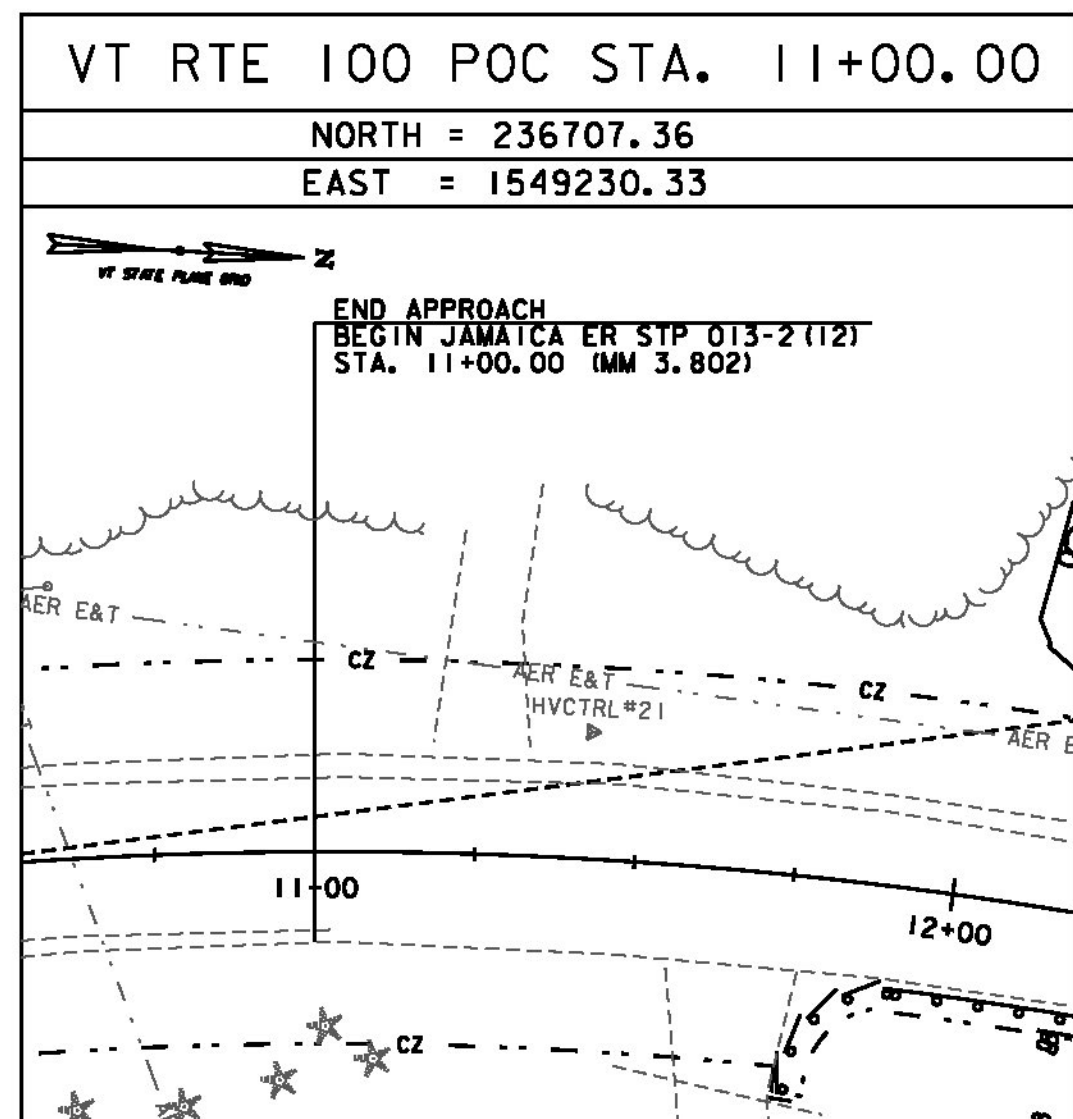 VT RTE 100 POC STA. 11+00.00
NORTH = 236707.36
EAST = 1549230.33
N
VT STATE PLANE GRID
END APPROACH
BEGIN JAMAICA ER STP 013-2(12)
STA. 11+00.00 (MM 3.802)
AER E&T
CZ
AER E&T
CZ
HVCTRL#21
AER E
11+00
12+00
CZ